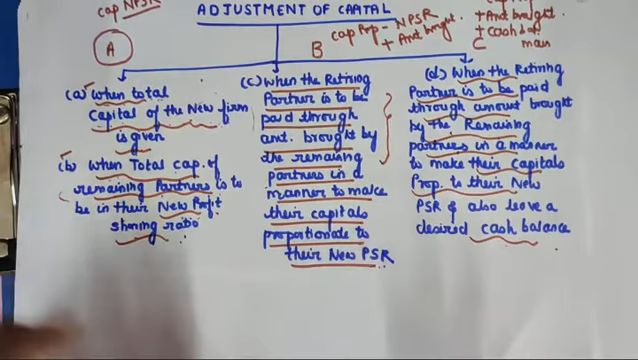 cap NPSR
ADJUSTMENT OF CAPITAL
A
B
cap Prop - NPSR
+ Amt brought.
+ Amt brought.
+ cash bal
C
main
(a) When total
Capital of the New firm
is given
(b) When Total cap. of
remaining Partners is to
be in their New Profit
sharing ratio
(c) When the Retiring
Partner is to be
paid through
amt. brought by
the remaining
partners in a
manner to make
their capitals
proportionate to
their New PSR
(d) When the Retiring
Partner is to be paid
through amount brought
by the Remaining
partners in a manner
to make their Capitals
Prop. to their New
PSR & also leave a
desired cash balance